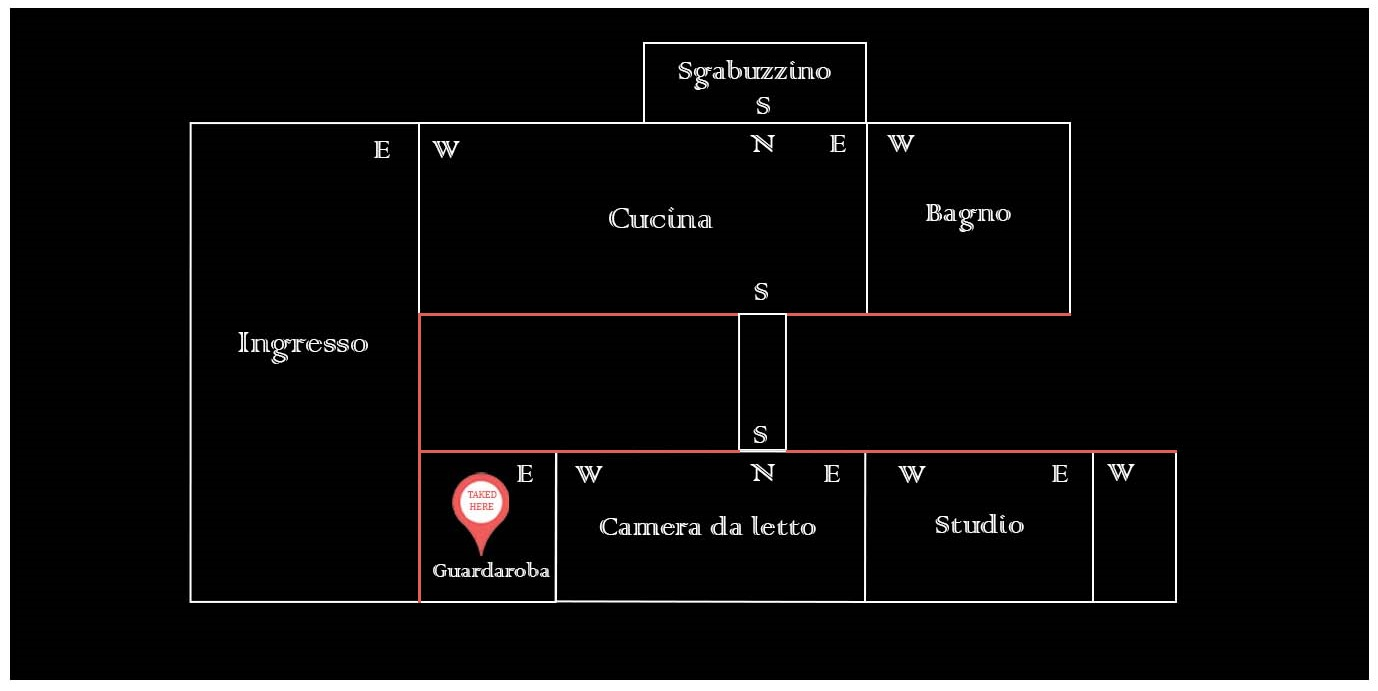 Sgabuzzino
S
E
W
N
E
W
Cucina
Bagno
S
Ingresso
S
E
W
N
E
W
E
W
TAKED
HERE
Camera da letto
Studio
Guardaroba